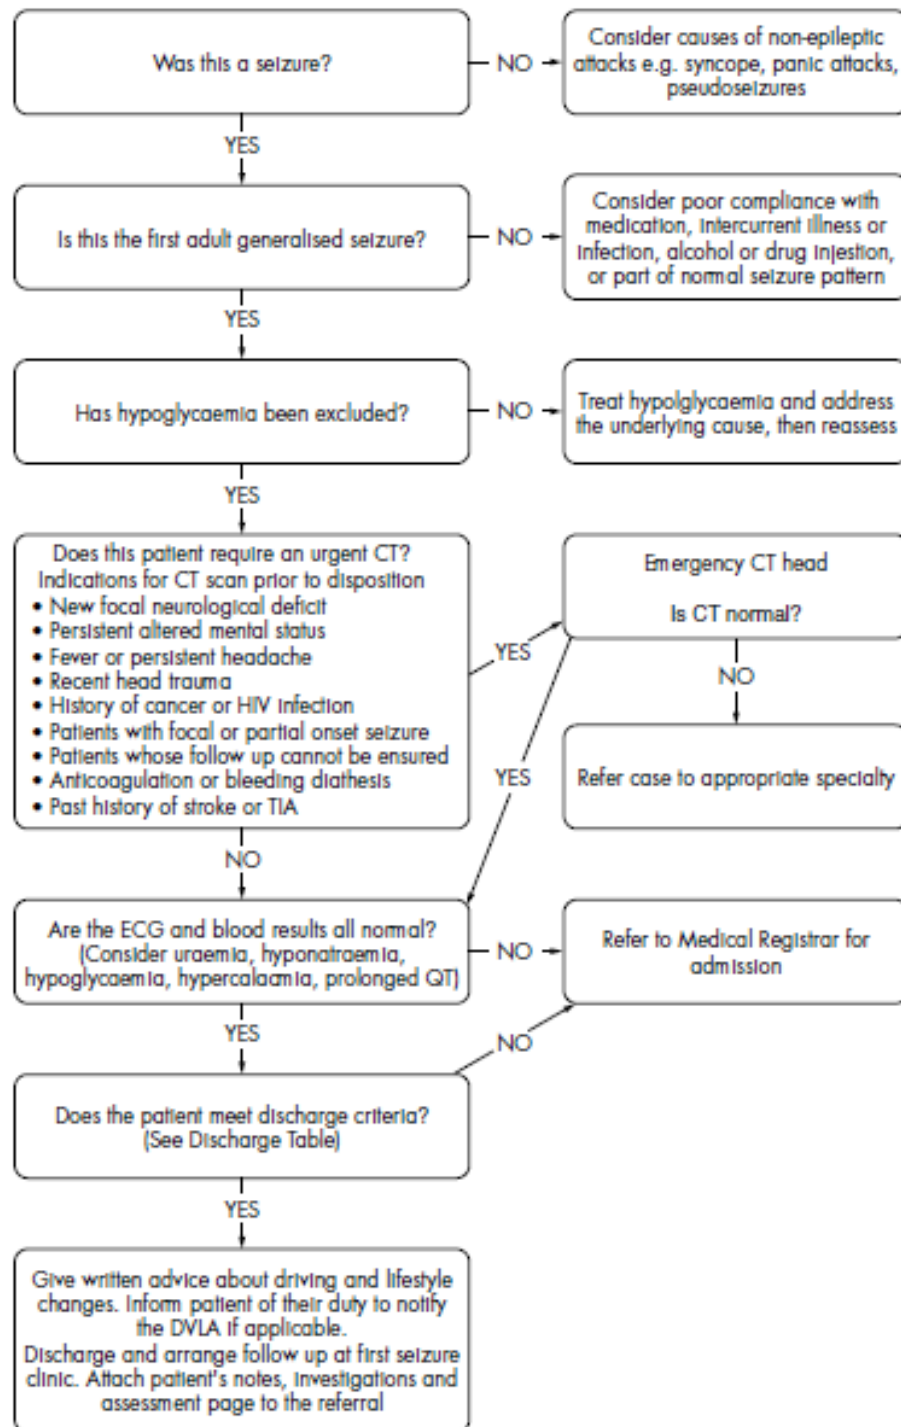 Was this a seizure?
NO
Consider causes of non-epileptic
attacks e.g. syncope, panic attacks,
pseudoseizures
YES
Is this the first adult generalised seizure?
NO
Consider poor compliance with
medication, intercurrent illness or
infection, alcohol or drug injestion,
or part of normal seizure pattern
YES
Has hypoglycaemia been excluded?
NO
Treat hypolglycaemia and address
the underlying cause, then reassess
YES
Does this patient require an urgent CT?
Indications for CT scan prior to disposition
• New focal neurological deficit
• Persistent altered mental status
• Fever or persistent headache
• Recent head trauma
• History of cancer or HIV infection
• Patients with focal or partial onset seizure
• Patients whose follow up cannot be ensured
• Anticoagulation or bleeding diathesis
• Past history of stroke or TIA
YES
Emergency CT head
Is CT normal?
NO
YES
Refer case to appropriate specialty
NO
Are the ECG and blood results all normal?
(Consider uraemia, hyponatraemia,
hypoglycaemia, hypercalaamia, prolonged QT)
NO
Refer to Medical Registrar for
admission
YES
NO
Does the patient meet discharge criteria?
(See Discharge Table)
YES
Give written advice about driving and lifestyle
changes. Inform patient of their duty to notify
the DVLA if applicable.
Discharge and arrange follow up at first seizure
clinic. Attach patient's notes, investigations and
assessment page to the referral